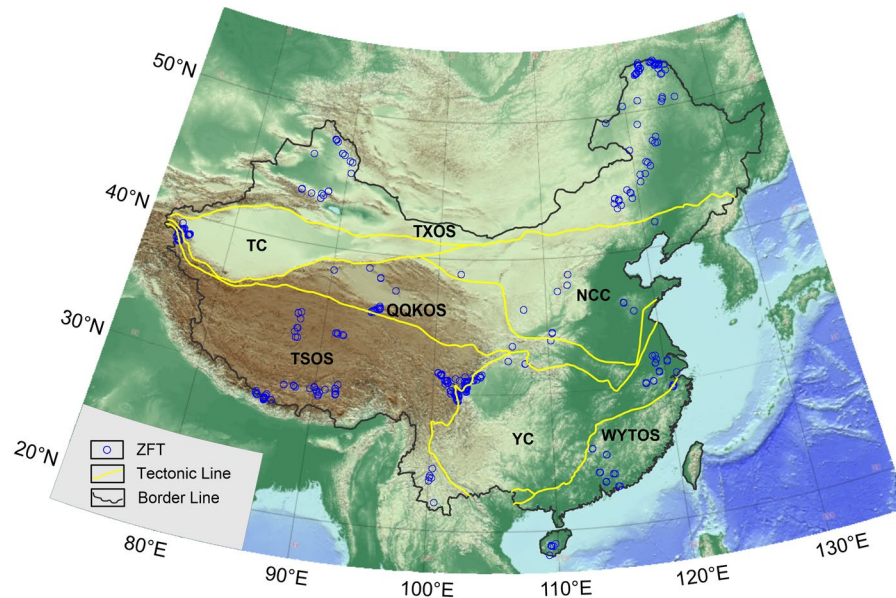 50°N
40°N
30°N
20°N
TXOS
TC
NCC
QQKOS
TSOS
YC
WYTOS
ZFT
Tectonic Line
Border Line
80°E
90°E
100°E
110°E
120°E
130°E